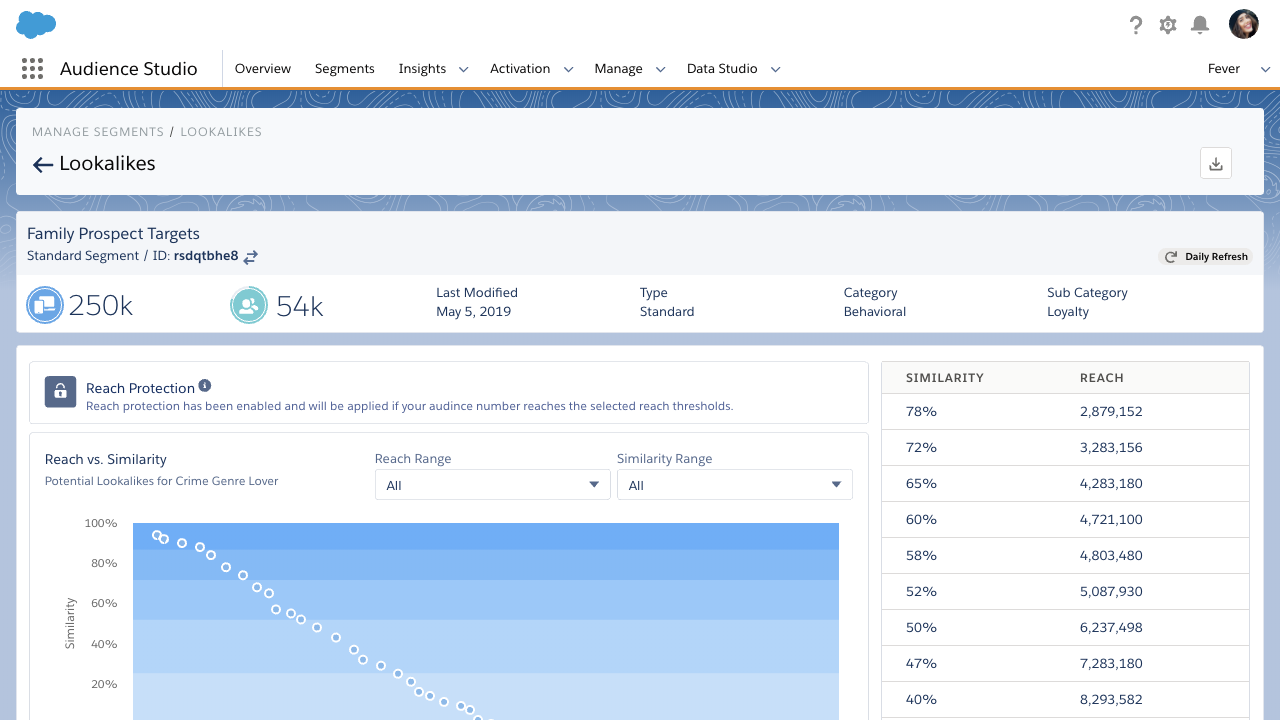 Audience Studio
Overview
Segments
Insights
Activation
Manage
Data Studio
Fever
MANAGE SEGMENTS / LOOKALIKES
Lookalikes
Family Prospect Targets
Standard Segment / ID: rsdqtbhe8
Daily Refresh
250k
54k
Last Modified
May 5, 2019
Type
Standard
Category
Behavioral
Sub Category
Loyalty
Reach Protection
Reach protection has been enabled and will be applied if your audince number reaches the selected reach thresholds.
Reach vs. Similarity
Potential Lookalikes for Crime Genre Lover
Reach Range
All
Similarity Range
All
100%
80%
60%
40%
20%
Similarity
SIMILARITY REACH
78% 2,879,152
72% 3,283,156
65% 4,283,180
60% 4,721,100
58% 4,803,480
52% 5,087,930
50% 6,237,498
47% 7,283,180
40% 8,293,582